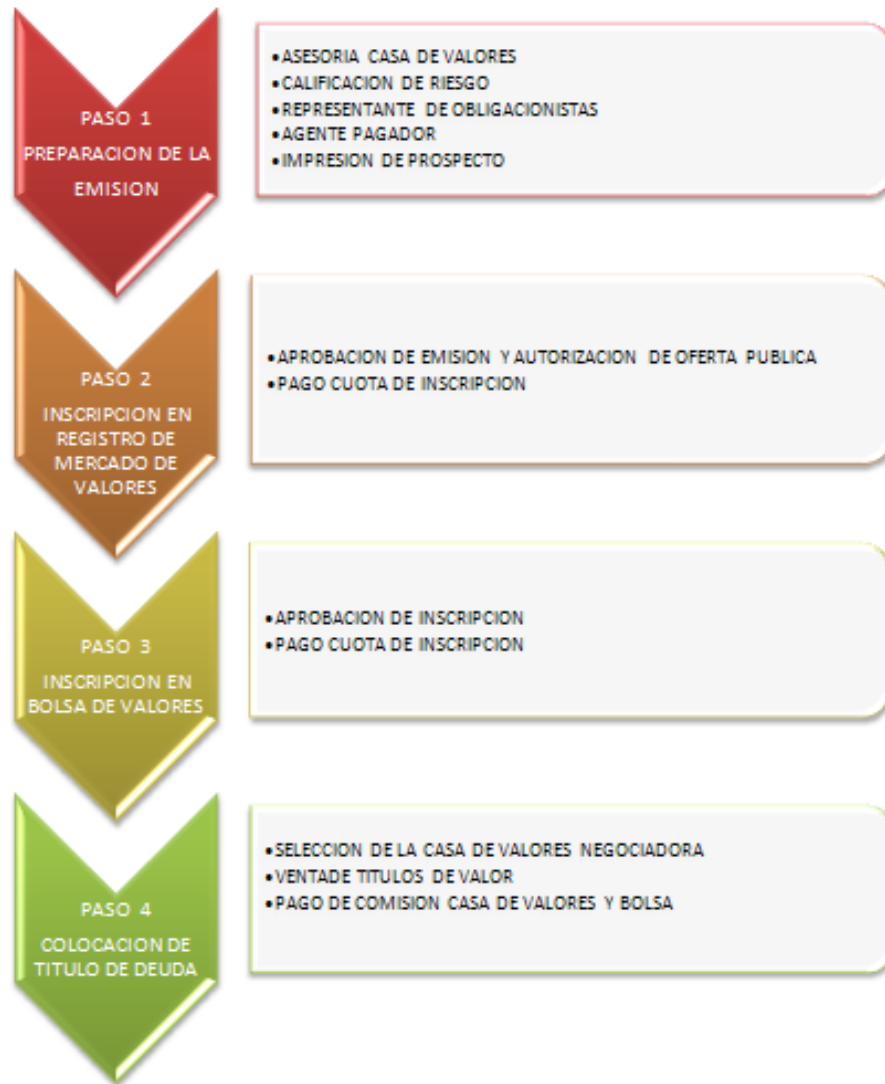 PASO 1
PREPARACION DE LA
EMISION
•ASESORIA CASA DE VALORES
•CALIFICACION DE RIESGO
•REPRESENTANTE DE OBLIGACIONISTAS
•AGENTE PAGADOR
•IMPRESION DE PROSPECTO
PASO 2
INSCRIPCION EN
REGISTRO DE
MERCADO DE
VALORES
•APROBACION DE EMISION Y AUTORIZACION DE OFERTA PUBLICA
•PAGO CUOTA DE INSCRIPCION
PASO 3
INSCRIPCION EN
BOLSA DE VALORES
•APROBACION DE INSCRIPCION
•PAGO CUOTA DE INSCRIPCION
PASO 4
COLOCACION DE
TITULO DE DEUDA
•SELECCION DE LA CASA DE VALORES NEGOCIADORA
•VENTADE TITULOS DE VALOR
•PAGO DE COMISION CASA DE VALORES Y BOLSA